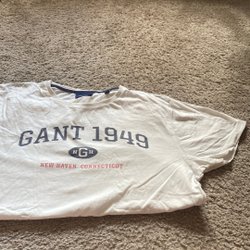 GANT 1949
G
NEW HAVEN, CONNECTICUT